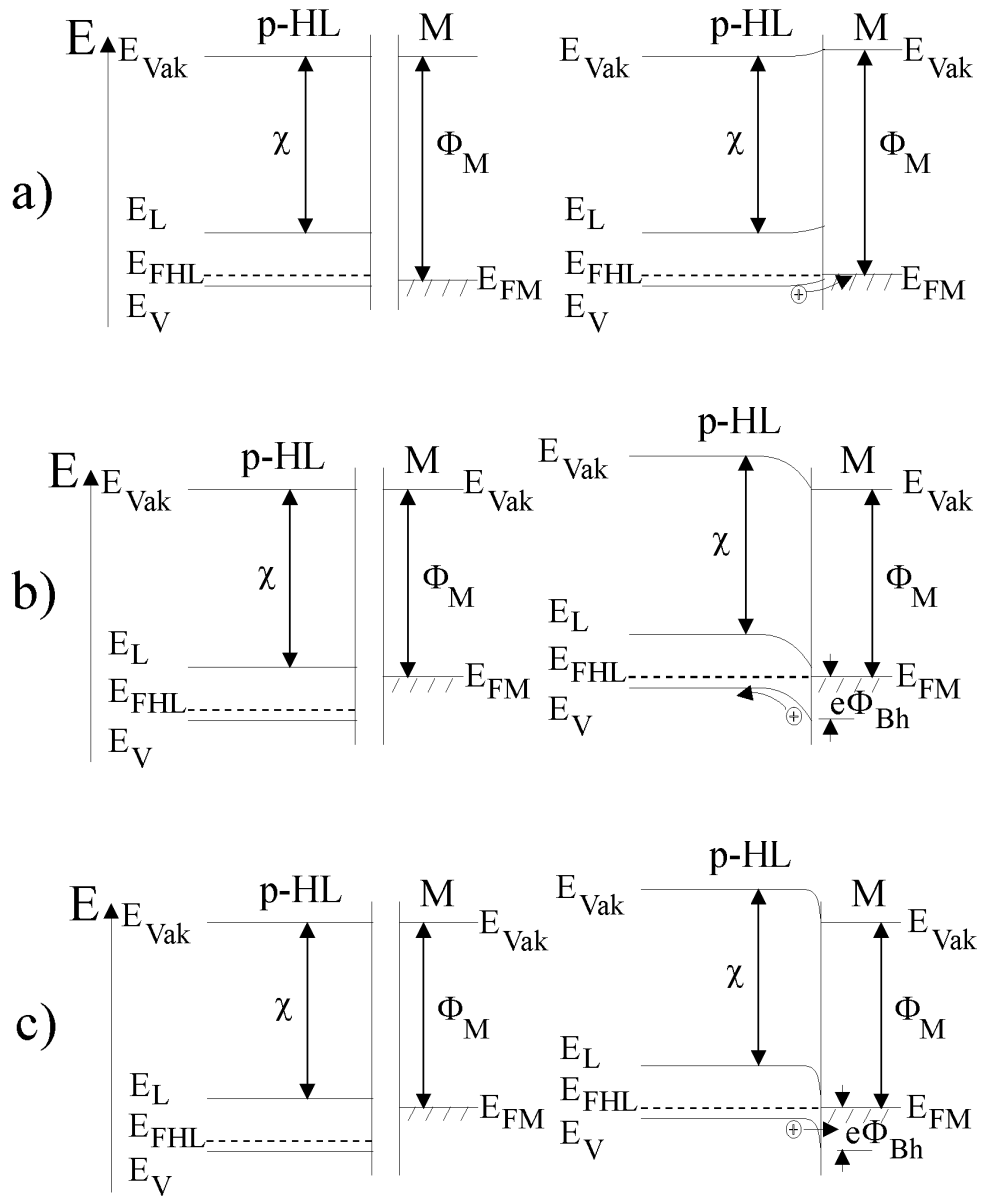 p-HL M p-HL M
E E_Vak E_Vak E_Vak
χ Φ_M χ Φ_M
a)
E_L E_L
E_FHL E_FM E_FHL E_FM
E_V E_V
p-HL M p-HL M
E E_Vak E_Vak E_Vak E_Vak
χ Φ_M χ Φ_M
b)
E_L E_L
E_FHL E_FM E_FHL E_FM
E_V E_V eΦ_Bh
p-HL M p-HL M
E E_Vak E_Vak E_Vak E_Vak
χ Φ_M χ Φ_M
c)
E_L E_L
E_FHL E_FM E_FHL E_FM
E_V E_V eΦ_Bh